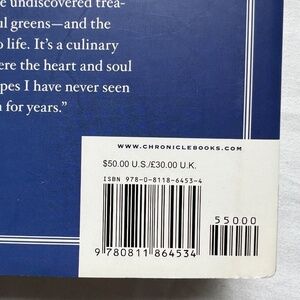 e undiscovered trea-
ul greens—and the
o life. It’s a culinary
ere the heart and soul
pes I have never seen
n for years.”
WWW.CHRONICLEBOOKS.COM
$50.00 U.S./£30.00 U.K.
ISBN 978-0-8118-6453-4
55000
9 780811 864534